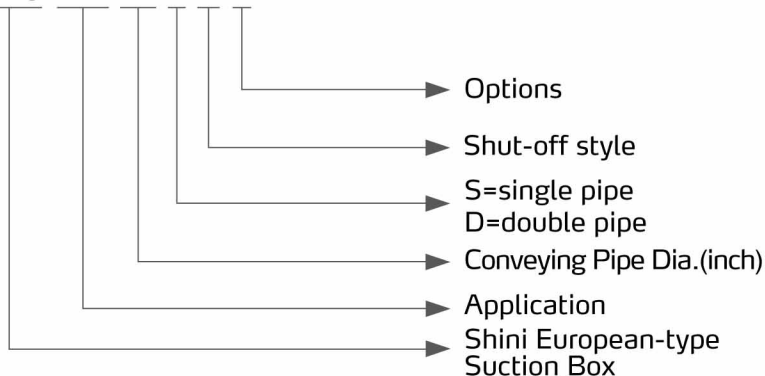 Options
Shut-off style
S=single pipe
D=double pipe
Conveying Pipe Dia.(inch)
Application
Shini European-type
Suction Box